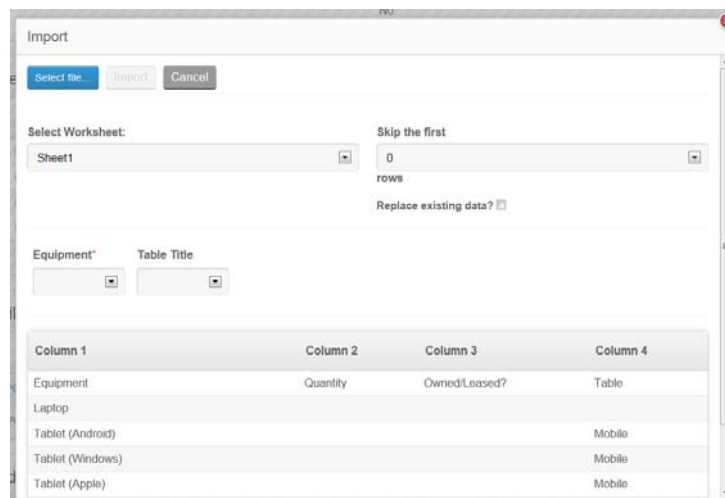 No
Import
Select file... Import Cancel
Select Worksheet: Skip the first
Sheet1 0
rows
Replace existing data?
Equipment* Table Title
Column 1 Column 2 Column 3 Column 4
Equipment Quantity Owned/Leased? Table
Laptop
Tablet (Android) Mobile
Tablet (Windows) Mobile
Tablet (Apple) Mobile